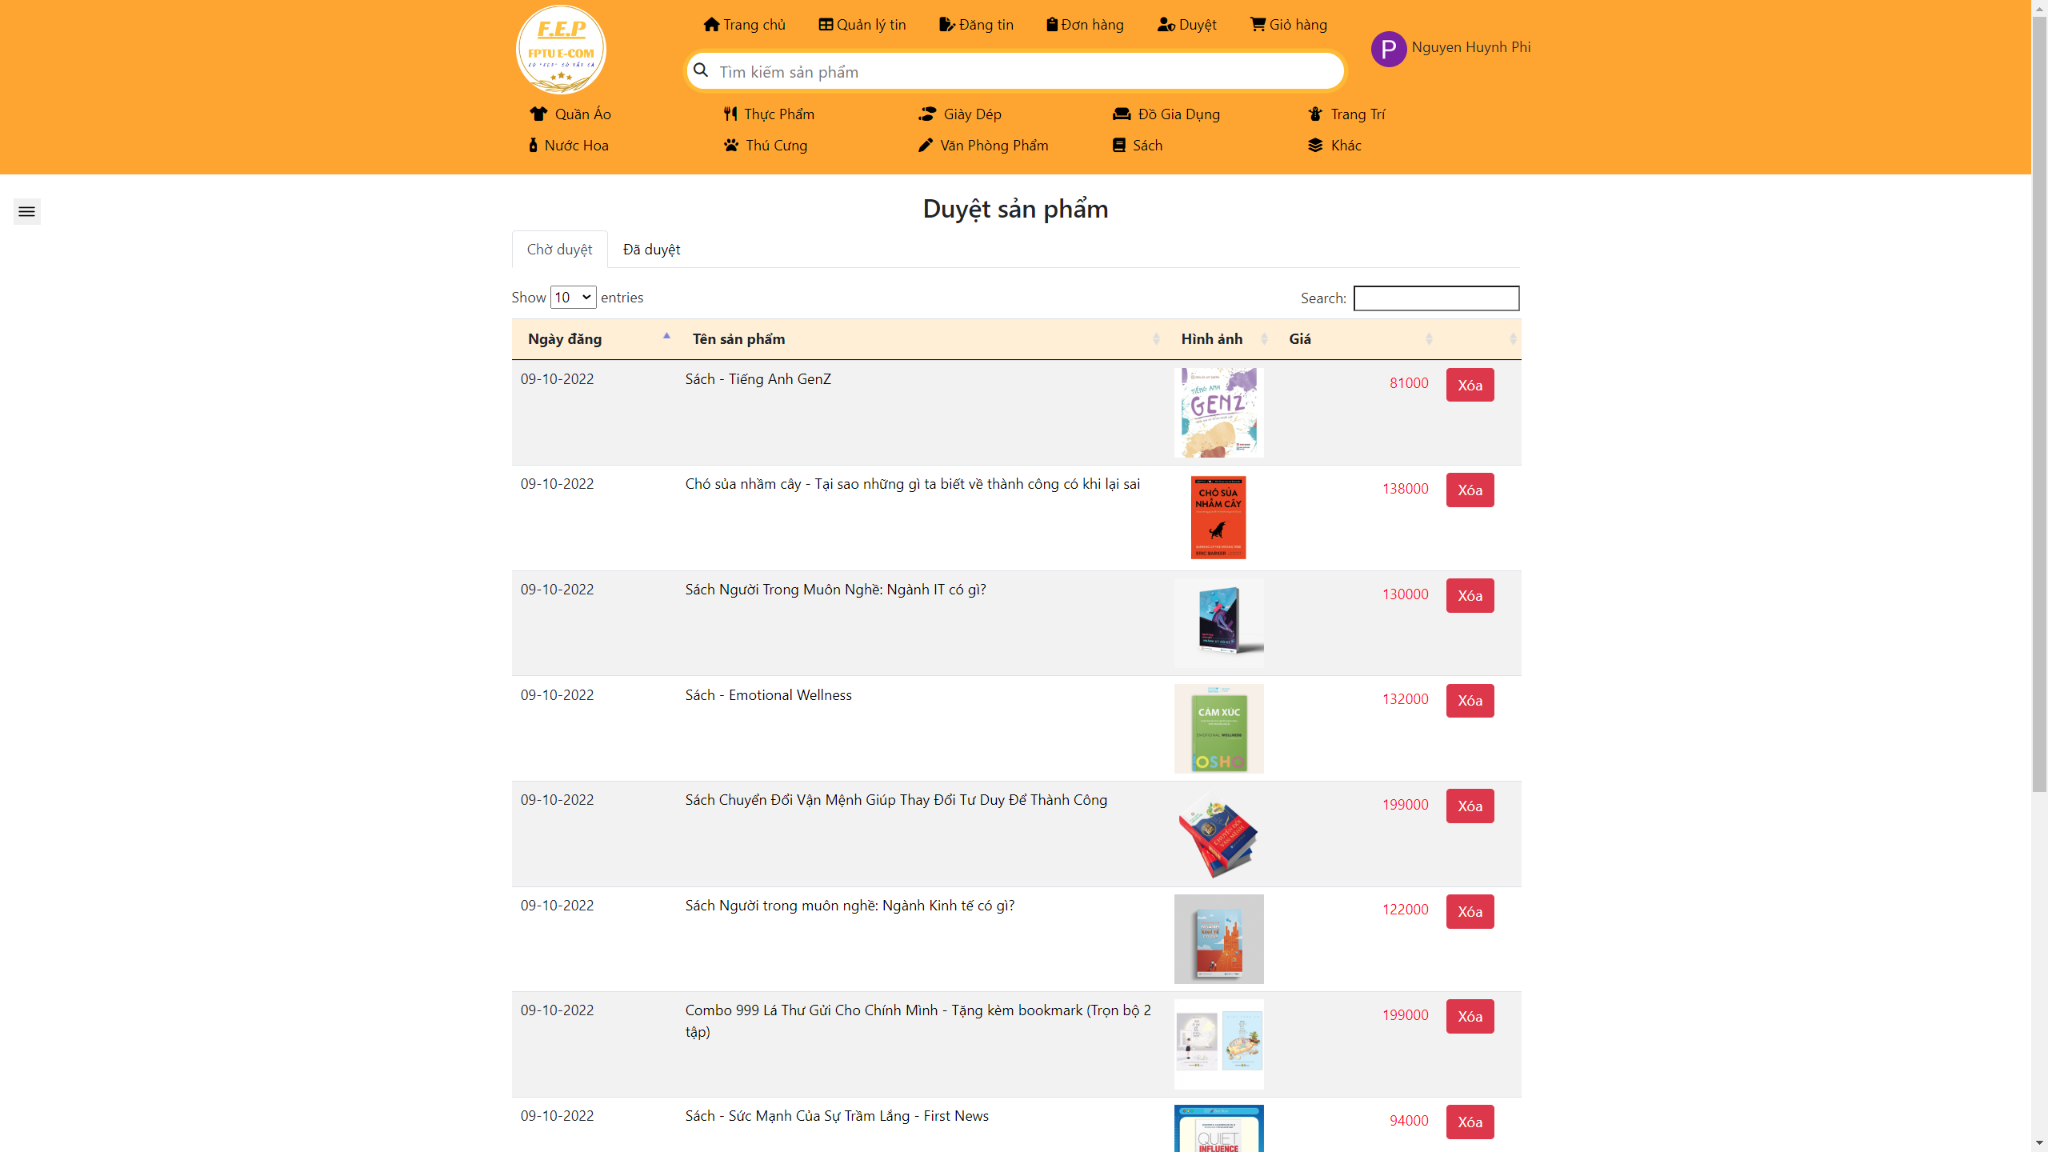 F.E.P
FPTU E-COM
Trang chủ
Quản lý tin
Đăng tin
Đơn hàng
Duyệt
Giỏ hàng
Tìm kiếm sản phẩm
P
Nguyen Huynh Phi
Quần Áo
Thực Phẩm
Giày Dép
Đồ Gia Dụng
Trang Trí
Nước Hoa
Thú Cưng
Văn Phòng Phẩm
Sách
Khác
Duyệt sản phẩm
Chờ duyệt
Đã duyệt
Show 10 entries
Search:
Ngày đăng
Tên sản phẩm
Hình ảnh
Giá
09-10-2022
Sách - Tiếng Anh GenZ
TIẾNG ANH
GENZ
81000
Xóa
09-10-2022
Chó sủa nhầm cây - Tại sao những gì ta biết về thành công có khi lại sai
CHÓ SỦA
NHẦM CÂY
ERIC BARKER
138000
Xóa
09-10-2022
Sách Người Trong Muôn Nghề: Ngành IT có gì?
130000
Xóa
09-10-2022
Sách - Emotional Wellness
CẢM XÚC
EMOTIONAL WELLNESS
OSHO
132000
Xóa
09-10-2022
Sách Chuyển Đổi Vận Mệnh Giúp Thay Đổi Tư Duy Để Thành Công
199000
Xóa
09-10-2022
Sách Người trong muôn nghề: Ngành Kinh tế có gì?
122000
Xóa
09-10-2022
Combo 999 Lá Thư Gửi Cho Chính Mình - Tặng kèm bookmark (Trọn bộ 2
tập)
199000
Xóa
09-10-2022
Sách - Sức Mạnh Của Sự Trầm Lắng - First News
QUIET
INFLUENCE
94000
Xóa